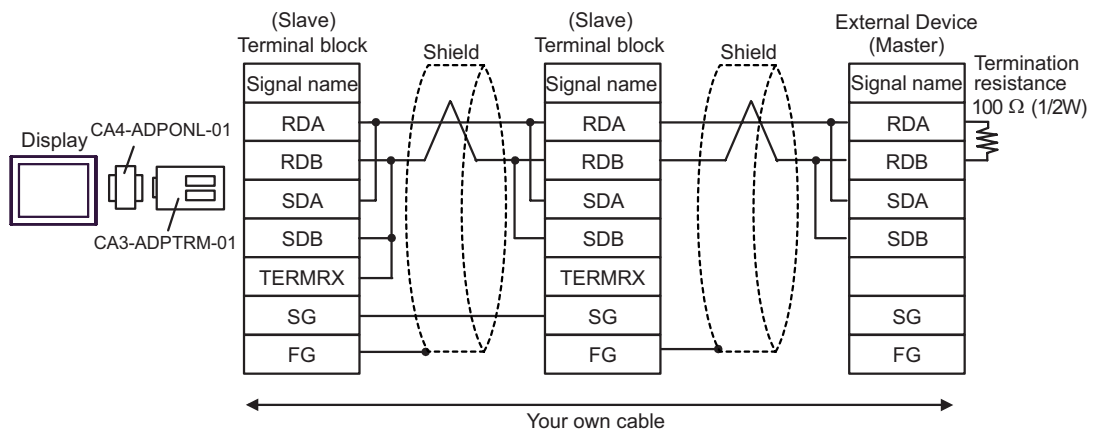 (Slave)
Terminal block
Shield
(Slave)
Terminal block
Shield
External Device
(Master)
Termination
resistance
100 Ω (1/2W)
Display
CA4-ADPONL-01
CA3-ADPTRM-01
Signal name
RDA
RDB
SDA
SDB
TERMRX
SG
FG
Signal name
RDA
RDB
SDA
SDB
TERMRX
SG
FG
Signal name
RDA
RDB
SDA
SDB
SG
FG
Your own cable